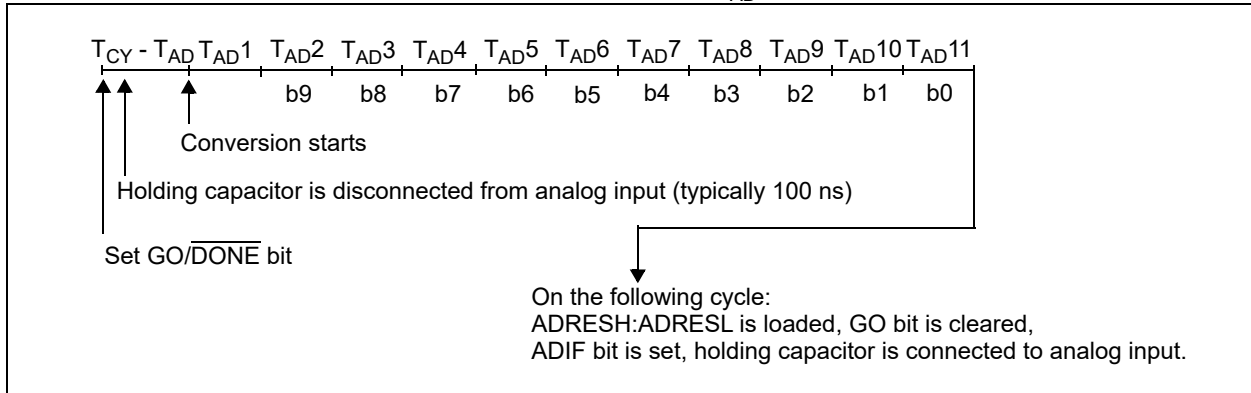 TCY - TAD TAD1 TAD2 TAD3 TAD4 TAD5 TAD6 TAD7 TAD8 TAD9 TAD10 TAD11
b9 b8 b7 b6 b5 b4 b3 b2 b1 b0
Conversion starts
Holding capacitor is disconnected from analog input (typically 100 ns)
Set GO/DONE bit
On the following cycle:
ADRESH:ADRESL is loaded, GO bit is cleared,
ADIF bit is set, holding capacitor is connected to analog input.